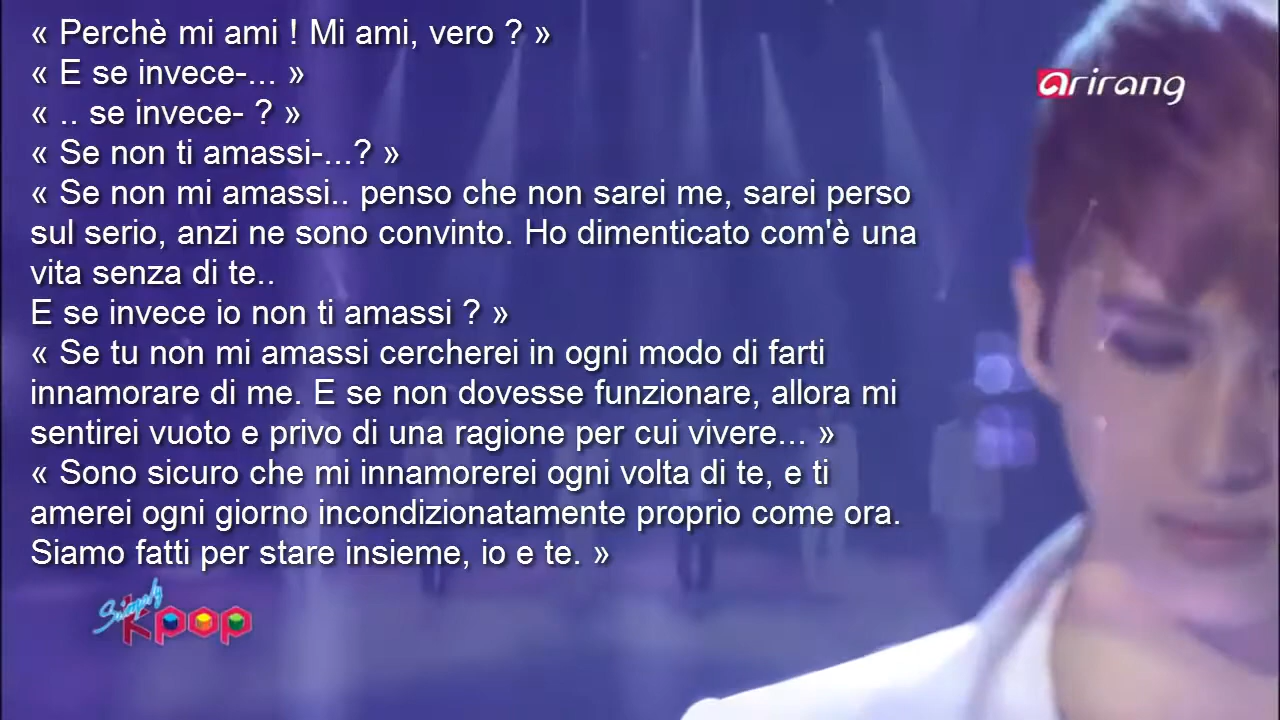 « Perchè mi ami ! Mi ami, vero ? »
« E se invece-... »
« .. se invece- ? »
« Se non ti amassi-...? »
« Se non mi amassi.. penso che non sarei me, sarei perso
sul serio, anzi ne sono convinto. Ho dimenticato com'è una
vita senza di te..
E se invece io non ti amassi ? »
« Se tu non mi amassi cercherei in ogni modo di farti
innamorare di me. E se non dovesse funzionare, allora mi
sentirei vuoto e privo di una ragione per cui vivere... »
« Sono sicuro che mi innamorerei ogni volta di te, e ti
amerei ogni giorno incondizionatamente proprio come ora.
Siamo fatti per stare insieme, io e te. »
arirang
Simply
kpop